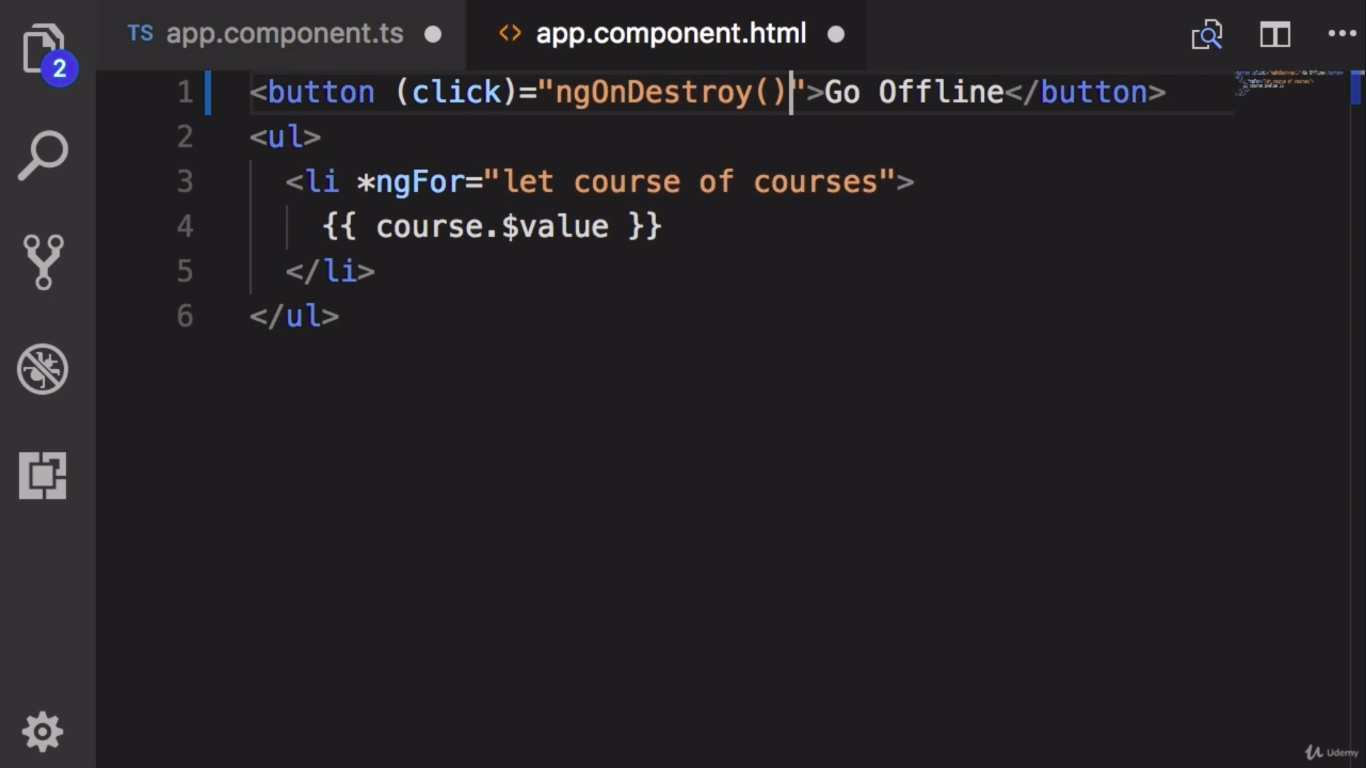 TS app.component.ts
<> app.component.html
2
1 <button (click)="ngOnDestroy()">Go Offline</button>
2 <ul>
3 <li *ngFor="let course of courses">
4 {{ course.$value }}
5 </li>
6 </ul>
Udemy